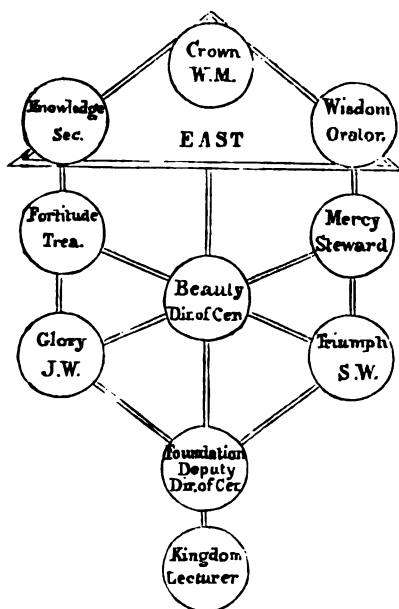 Crown
W.M.
Knowledge
Sec.
Wisdom
Orator.
EAST
Fortitude
Trea.
Mercy
Steward
Beauty
Dir. of Cen
Glory
J.W.
Triumph
S.W.
Foundation
Deputy
Dir. of Cer.
Kingdom
Lecturer